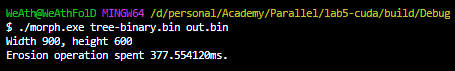 WeAth@WeAthFolD MINGW64 /d/personal/Academy/Parallel/lab5-cuda/build/Debug
$ ./morph.exe tree-binary.bin out.bin
Width 900, height 600
Erosion operation spent 377.554120ms.